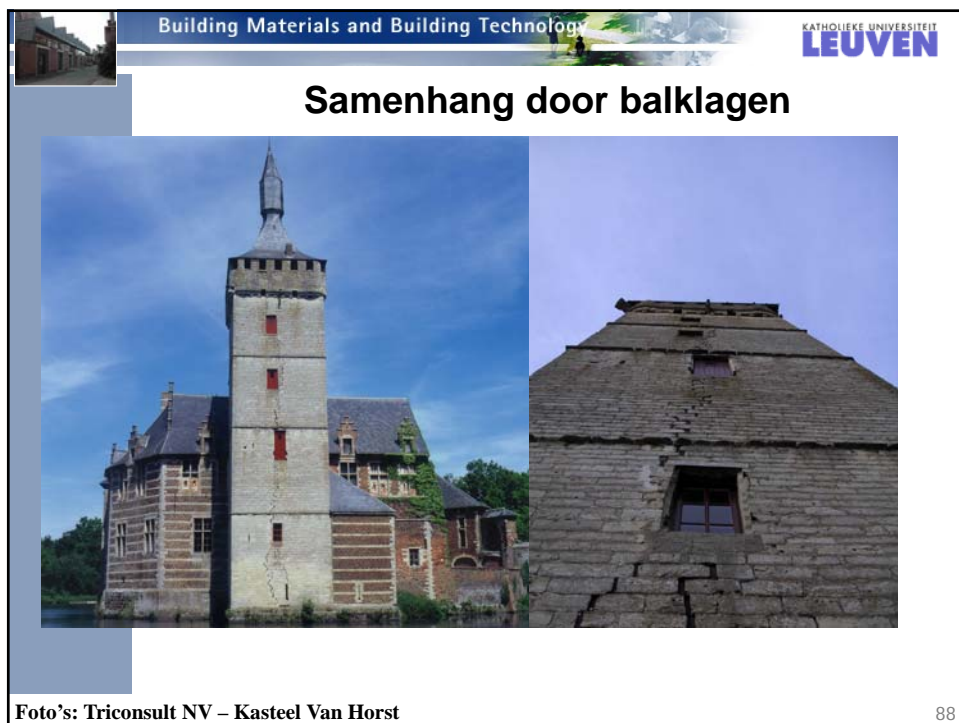 Building Materials and Building Technology
KATHOLIEKE UNIVERSITEIT
LEUVEN
Samenhang door balklagen
Foto's: Triconsult NV – Kasteel Van Horst
88